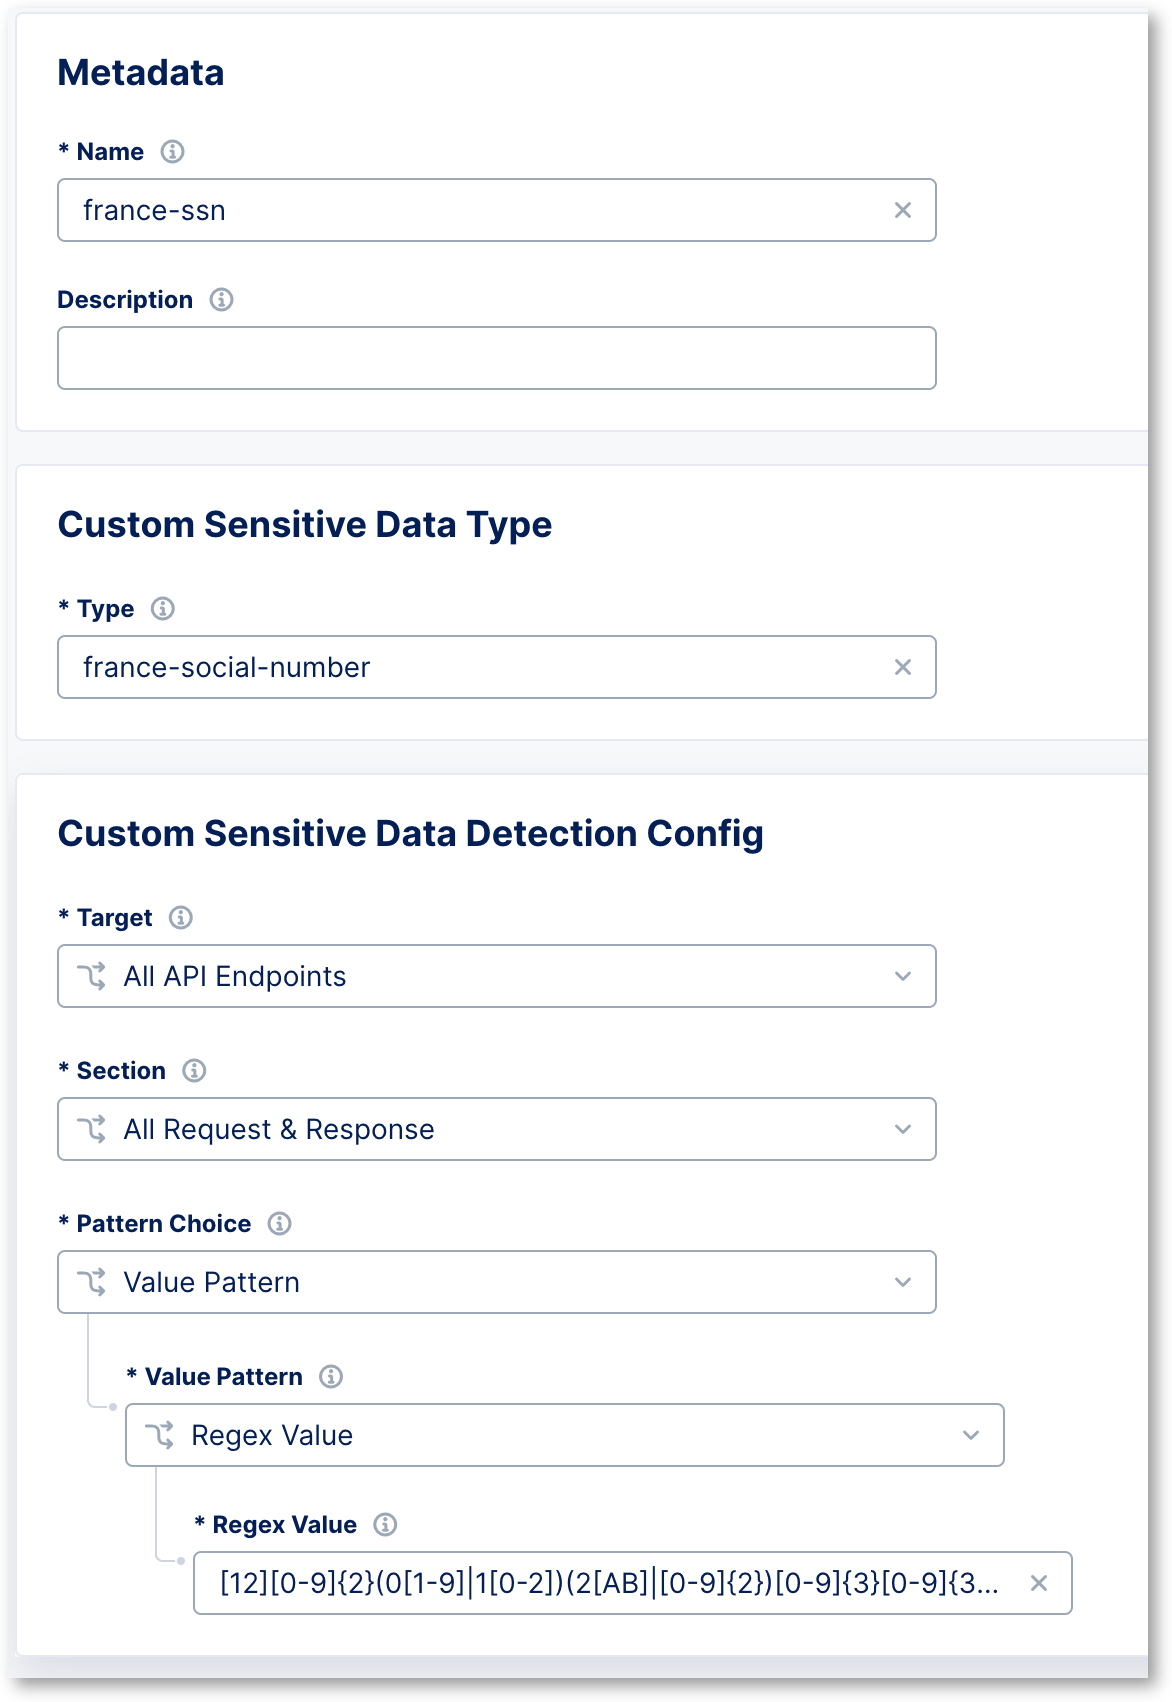 Metadata
* Name
france-ssn
Description
Custom Sensitive Data Type
* Type
france-social-number
Custom Sensitive Data Detection Config
* Target
All API Endpoints
* Section
All Request & Response
* Pattern Choice
Value Pattern
* Value Pattern
Regex Value
* Regex Value
[12][0-9]{2}(0[1-9]|1[0-2])(2[AB]|[0-9]{2})[0-9]{3}[0-9]{3...